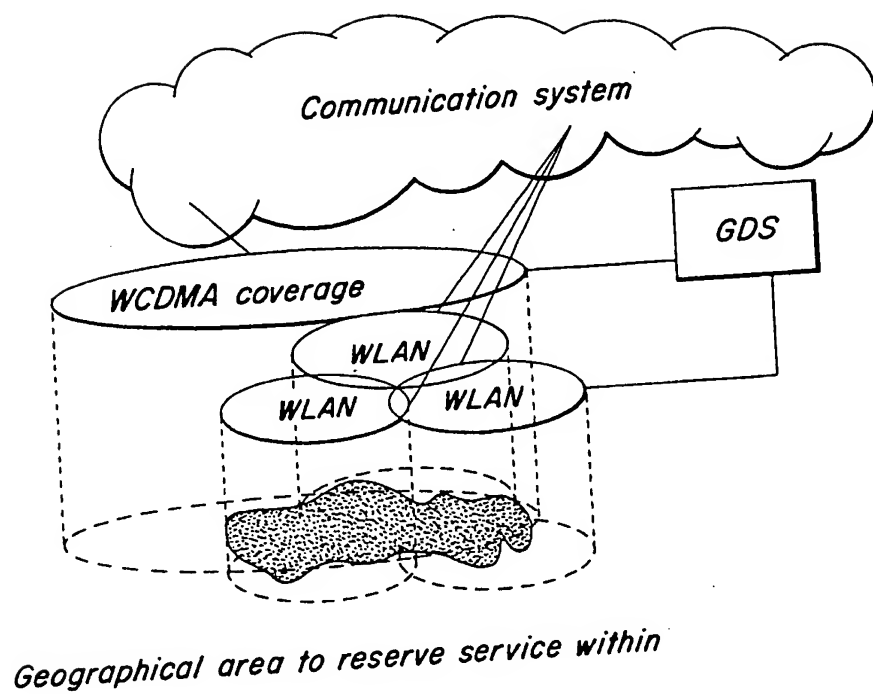 Communication system
GDS
WCDMA coverage
WLAN
WLAN
WLAN
Geographical area to reserve service within